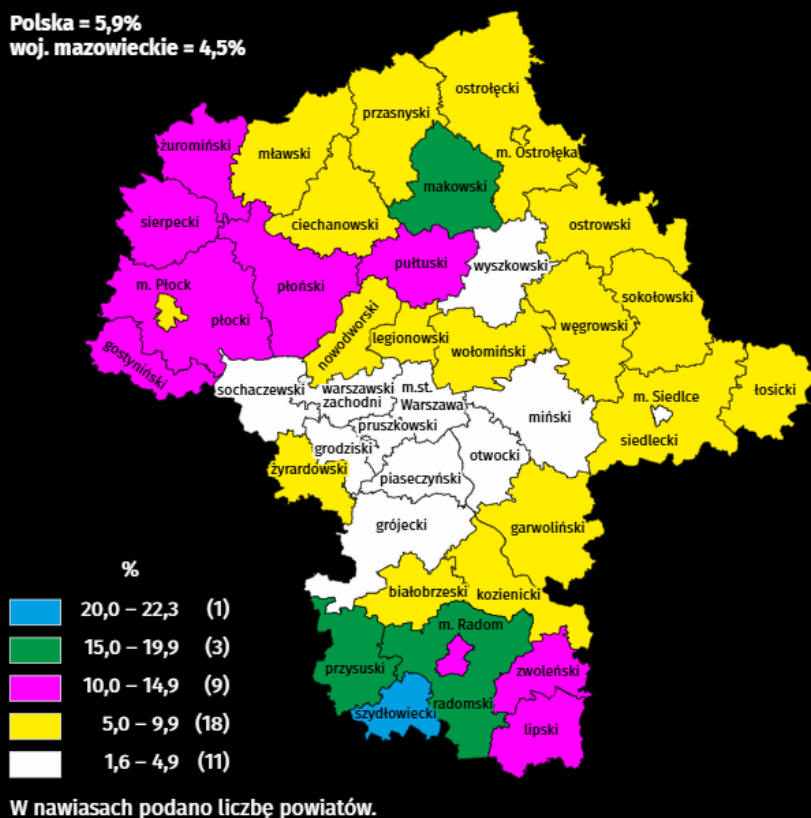 Polska = 5,9%
woj. mazowieckie = 4,5%
ostrołęcki
przasnyski
żuromiński
mławski
m. Ostrołęka
makowski
sierpecki
ciechanowski
ostrowski
pułtuski
wyszkowski
m. Płock
płoński
sokołowski
płocki
nowodworski
legionowski
węgrowski
wołomiński
gostyniński
sochaczewski
warszawski
zachodni
m.st.
Warszawa
miński
m. Siedlce
łosicki
pruszkowski
siedlecki
grodziski
otwocki
żyrardowski
piaseczyński
grójecki
garwoliński
białobrzeski
kozienicki
m. Radom
przysuski
zwoleński
radomski
szydłowiecki
lipski
%
20,0 – 22,3 (1)
15,0 – 19,9 (3)
10,0 – 14,9 (9)
5,0 – 9,9 (18)
1,6 – 4,9 (11)
W nawiasach podano liczbę powiatów.